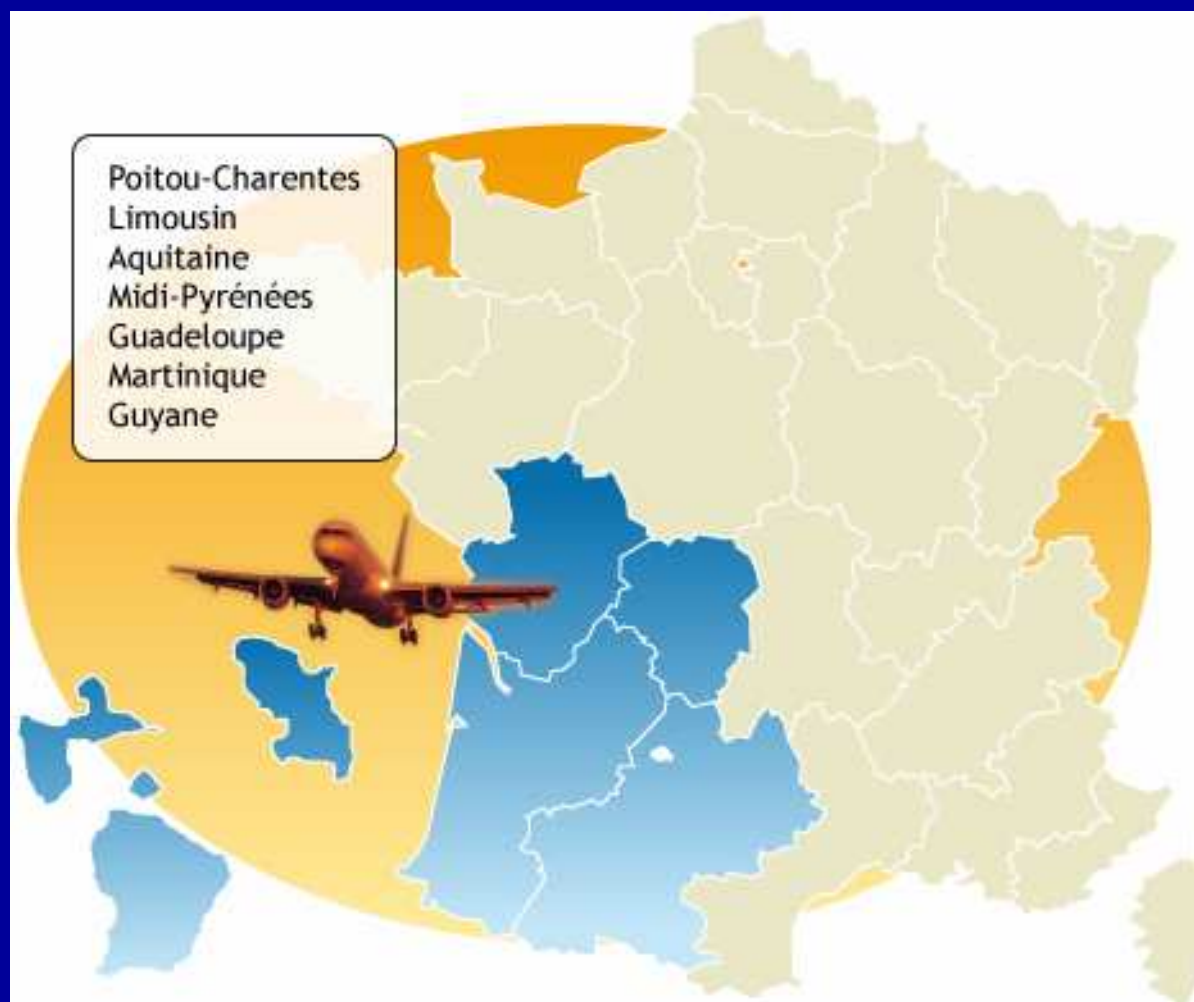 Poitou-Charentes
Limousin
Aquitaine
Midi-Pyrénées
Guadeloupe
Martinique
Guyane